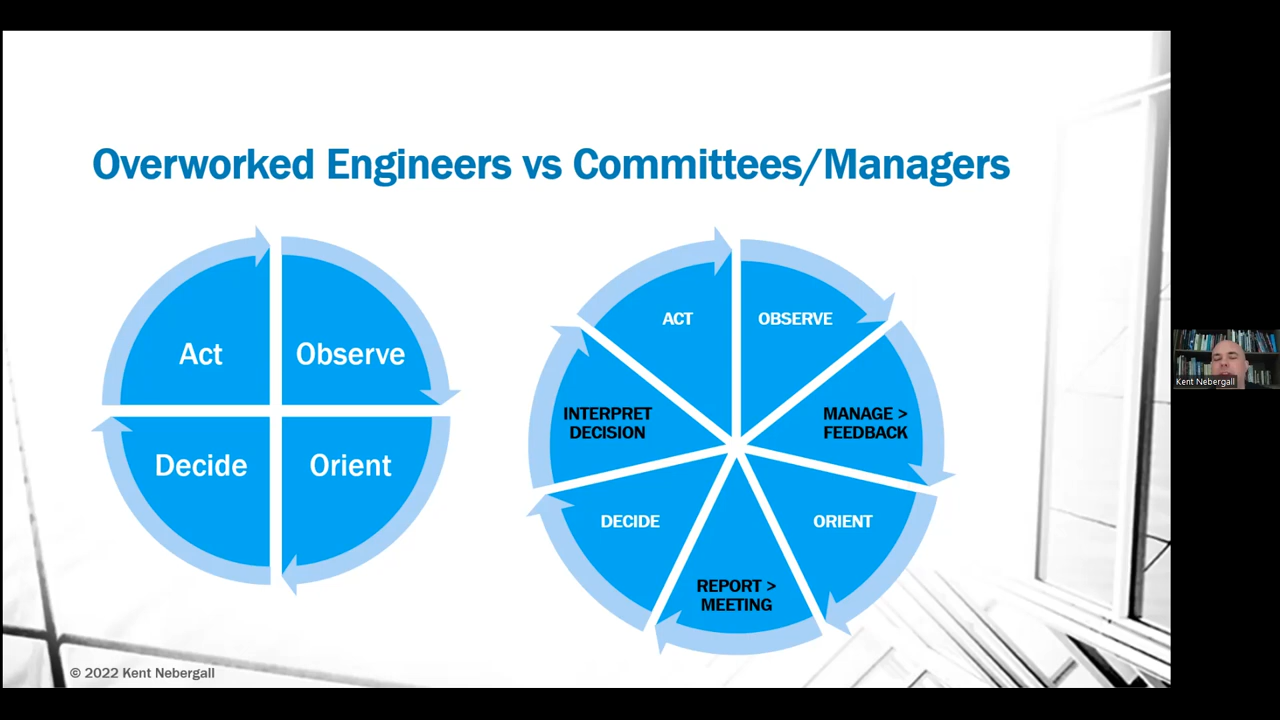 Overworked Engineers vs Committees/Managers
Act
Observe
Decide
Orient
ACT
OBSERVE
INTERPRET
DECISION
MANAGE >
FEEDBACK
DECIDE
ORIENT
REPORT >
MEETING
Kent Nebergall
© 2022 Kent Nebergall